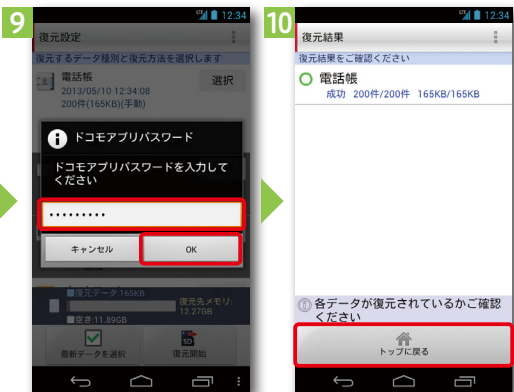 9
12:34
復元設定
復元するデータ種別と復元方法を選択します
電話帳
2013/05/10 12:34:08
200件(165KB)(手動)
選択
ドコモアプリパスワード
ドコモアプリパスワードを入力して
ください
•••••••••
キャンセル
OK
復元データ:165KB
空き:11.89GB
復元先メモリ:
12.27GB
最新データを選択
復元開始
10
12:34
復元結果
復元結果をご確認ください
電話帳
成功 200件/200件 165KB/165KB
各データが復元されているかご確認
ください
トップに戻る